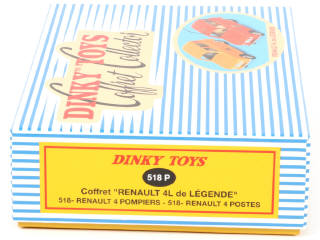 DINKY TOYS
Coffret Collector
DINKY TOYS
518 P
Coffret "RENAULT 4L de LÉGENDE"
518- RENAULT 4 POMPIERS - 518- RENAULT 4 POSTES